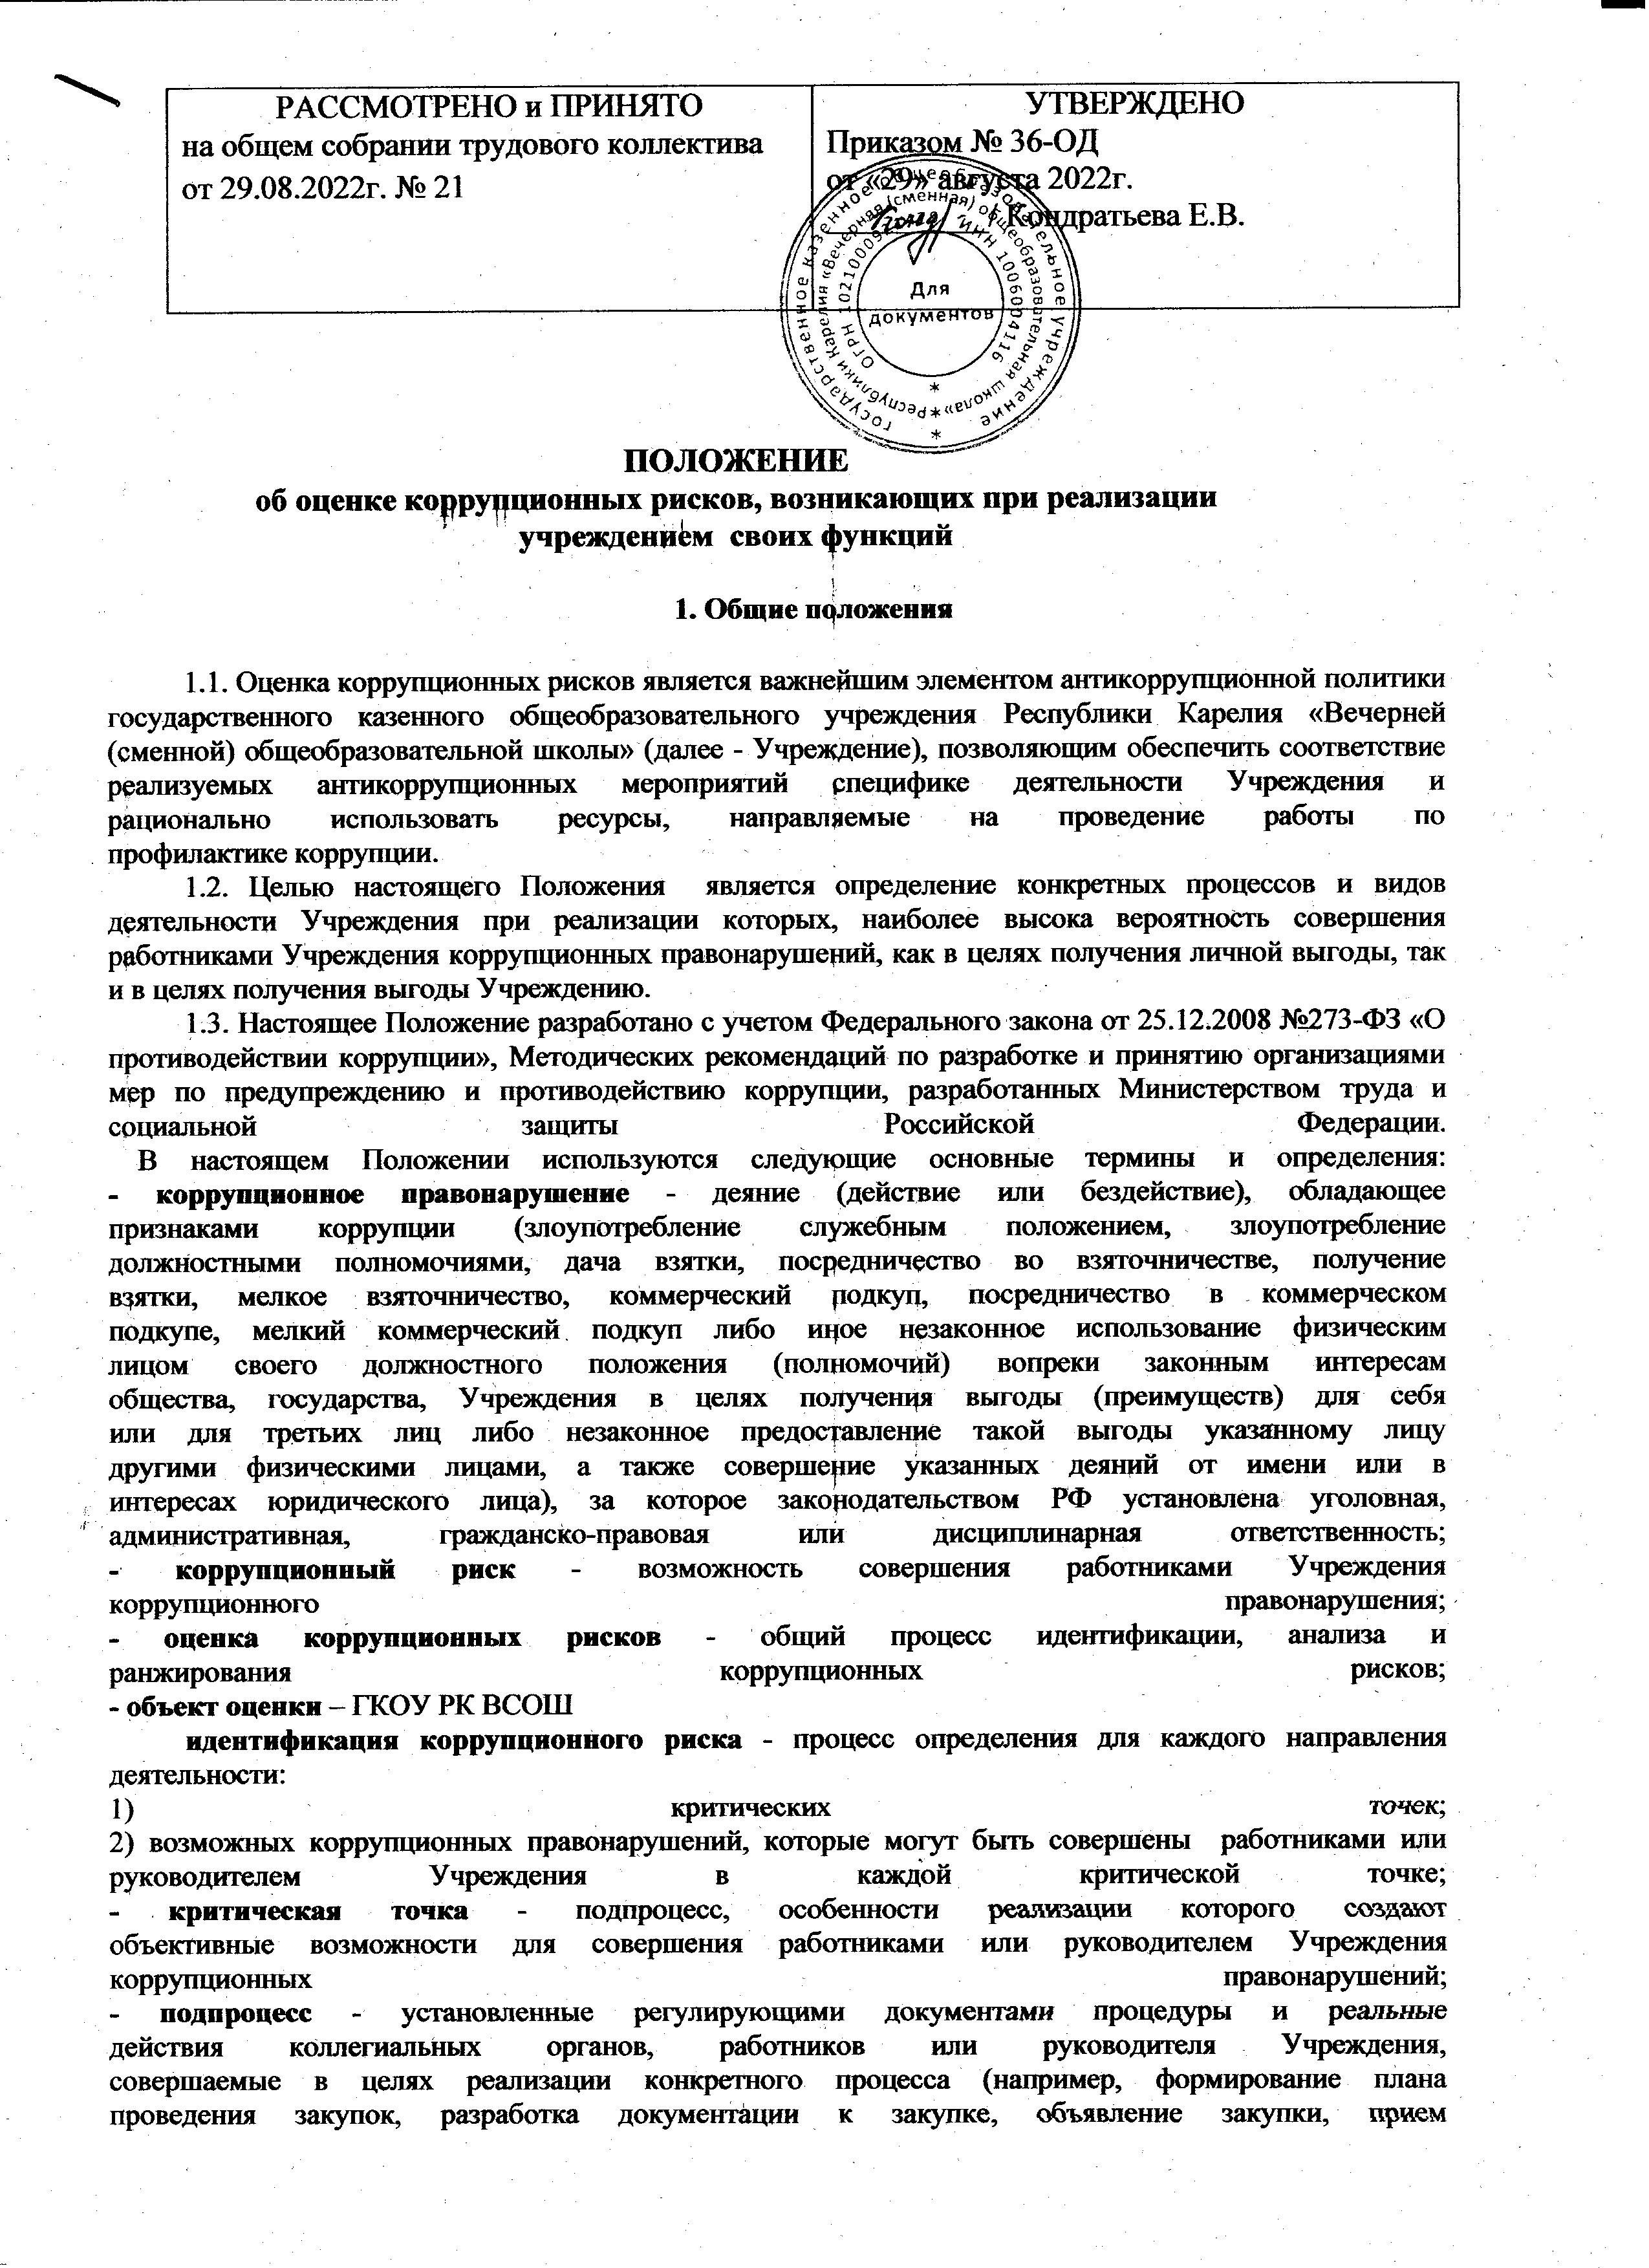 РАССМОТРЕНО и ПРИНЯТО
на общем собрании трудового коллектива
от 29.08.2022г. № 21
УТВЕРЖДЕНО
Приказом № 36-ОД
от «29» августа 2022г.
Кондратьева Е.В.
государственное казенное общеобразовательное учреждение
Республики Карелия «Вечерняя (сменная) общеобразовательная школа»
ИНН 1006004116
Для
документов
ПОЛОЖЕНИЕ
об оценке коррупционных рисков, возникающих при реализации
учреждением своих функций
1. Общие положения
1.1. Оценка коррупционных рисков является важнейшим элементом антикоррупционной политики
государственного казенного общеобразовательного учреждения Республики Карелия «Вечерней
(сменной) общеобразовательной школы» (далее - Учреждение), позволяющим обеспечить соответствие
реализуемых антикоррупционных мероприятий специфике деятельности Учреждения и
рационально использовать ресурсы, направляемые на проведение работы по
профилактике коррупции.
1.2. Целью настоящего Положения является определение конкретных процессов и видов
деятельности Учреждения при реализации которых, наиболее высока вероятность совершения
работниками Учреждения коррупционных правонарушений, как в целях получения личной выгоды, так
и в целях получения выгоды Учреждению.
1.3. Настоящее Положение разработано с учетом Федерального закона от 25.12.2008 №273-ФЗ «О
противодействии коррупции», Методических рекомендаций по разработке и принятию организациями
мер по предупреждению и противодействию коррупции, разработанных Министерством труда и
социальной защиты Российской Федерации.
В настоящем Положении используются следующие основные термины и определения:
- коррупционное правонарушение - деяние (действие или бездействие), обладающее
признаками коррупции (злоупотребление служебным положением, злоупотребление
должностными полномочиями, дача взятки, посредничество во взяточничестве, получение
взятки, мелкое взяточничество, коммерческий подкуп, посредничество в коммерческом
подкупе, мелкий коммерческий подкуп либо иное незаконное использование физическим
лицом своего должностного положения (полномочий) вопреки законным интересам
общества, государства, Учреждения в целях получения выгоды (преимуществ) для себя
или для третьих лиц либо незаконное предоставление такой выгоды указанному лицу
другими физическими лицами, а также совершение указанных деяний от имени или в
интересах юридического лица), за которое законодательством РФ установлена уголовная,
административная, гражданско-правовая или дисциплинарная ответственность;
- коррупционный риск - возможность совершения работниками Учреждения
коррупционного правонарушения;
- оценка коррупционных рисков - общий процесс идентификации, анализа и
ранжирования коррупционных рисков;
- объект оценки – ГКОУ РК ВСОШ
идентификация коррупционного риска - процесс определения для каждого направления
деятельности:
1) критических точек;
2) возможных коррупционных правонарушений, которые могут быть совершены работниками или
руководителем Учреждения в каждой критической точке;
- критическая точка - подпроцесс, особенности реализации которого создают
объективные возможности для совершения работниками или руководителем Учреждения
коррупционных правонарушений;
- подпроцесс - установленные регулирующими документами процедуры и реальные
действия коллегиальных органов, работников или руководителя Учреждения,
совершаемые в целях реализации конкретного процесса (например, формирование плана
проведения закупок, разработка документации к закупке, объявление закупки, прием